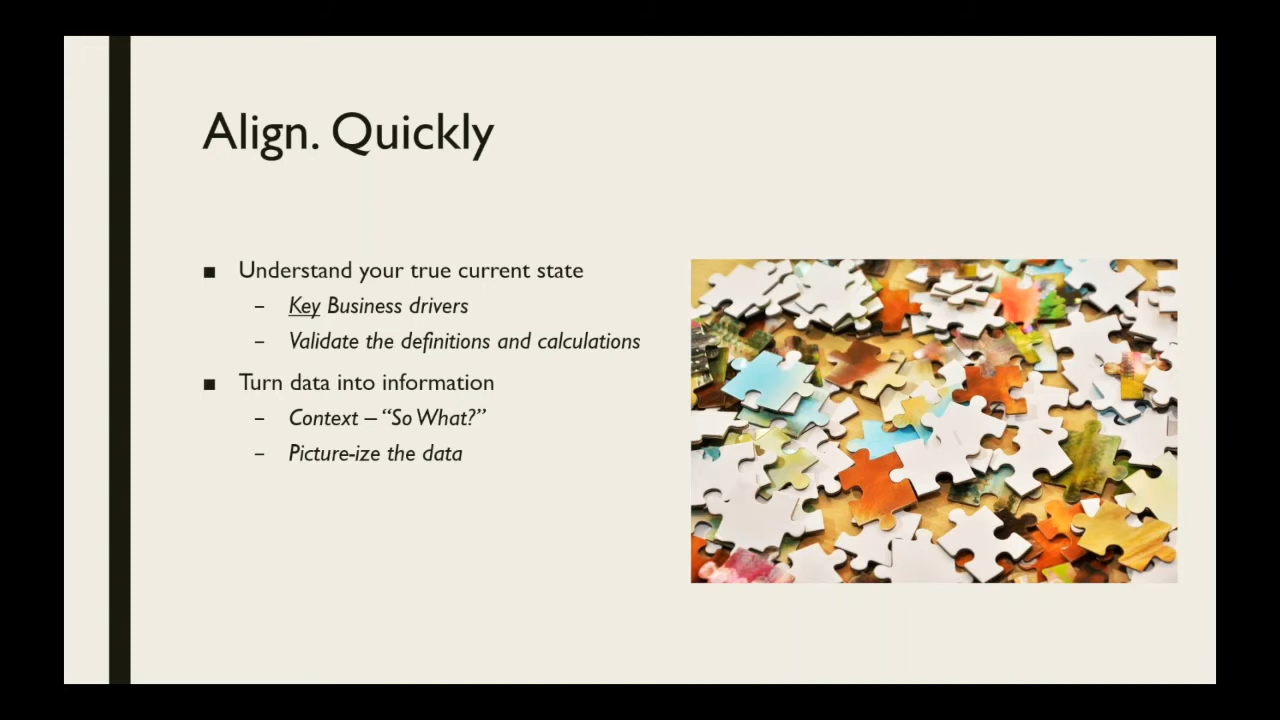 Align. Quickly
■ Understand your true current state
– Key Business drivers
– Validate the definitions and calculations
■ Turn data into information
– Context – “So What?”
– Picture-ize the data